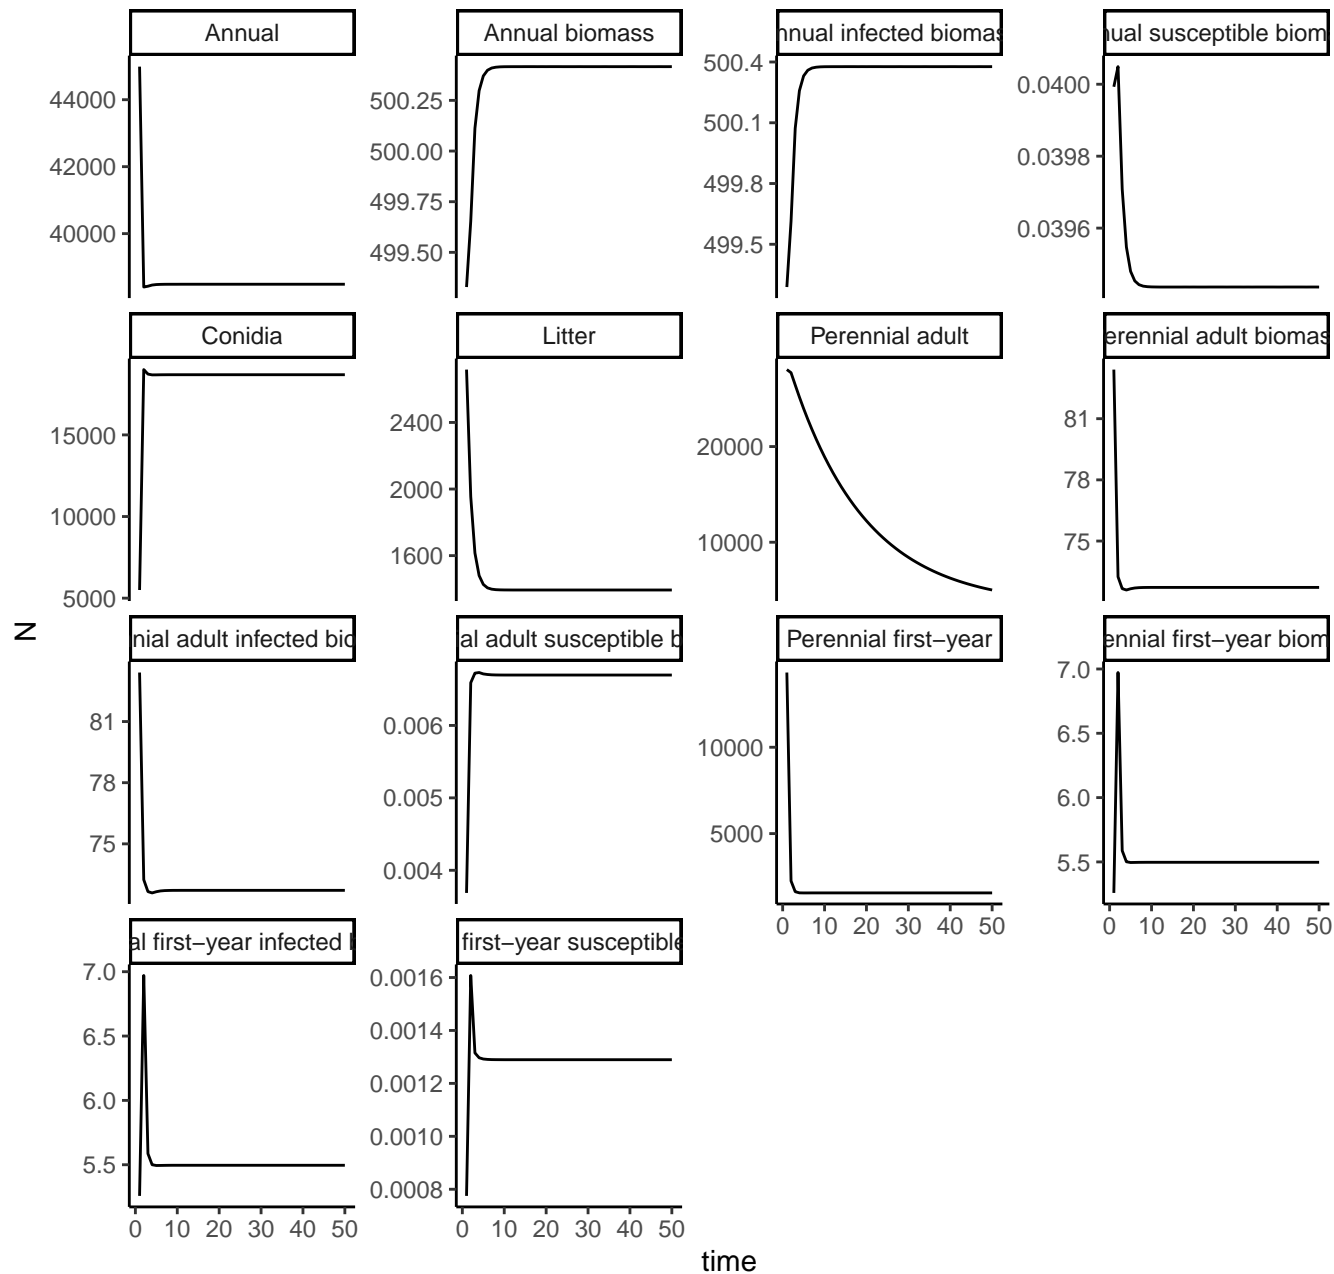 Annual
Annual biomass
nnual infected biomas
nual susceptible biom
44000
42000
40000
500.25
500.00
499.75
499.50
500.4
500.1
499.8
499.5
0.0400
0.0398
0.0396
Conidia
Litter
Perennial adult
erennial adult biomas
15000
10000
5000
2400
2000
1600
20000
10000
81
78
75
N
nial adult infected bio
al adult susceptible b
Perennial first−year
ennial first−year biom
81
78
75
0.006
0.005
0.004
10000
5000
7.0
6.5
6.0
5.5
0 10 20 30 40 50
0 10 20 30 40 50
al first−year infected b
first−year susceptible
7.0
6.5
6.0
5.5
0.0016
0.0014
0.0012
0.0010
0.0008
0 10 20 30 40 50
0 10 20 30 40 50
time